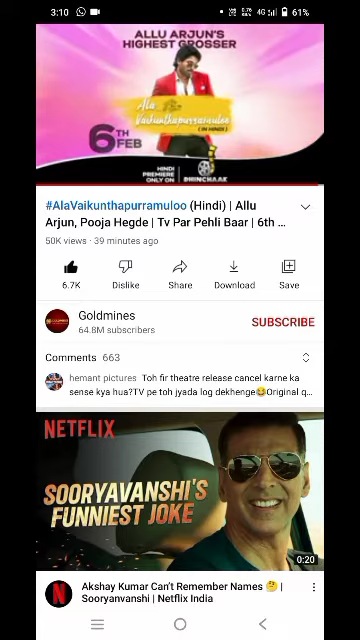 3:10
4G
61%
ALLU ARJUN'S
HIGHEST GROSSER
Ala
Vaikunthapurramuloo
(IN HINDI)
6TH
FEB
HINDI
PREMIERE
ONLY ON
DHINCHAAK
#AlaVaikunthapurramuloo (Hindi) | Allu
Arjun, Pooja Hegde | Tv Par Pehli Baar | 6th ...
50K views · 39 minutes ago
6.7K
Dislike
Share
Download
Save
Goldmines
64.8M subscribers
SUBSCRIBE
Comments 663
hemant pictures Toh fir theatre release cancel karne ka
sense kya hua?TV pe toh jyada log dekhenge😂Original q...
NETFLIX
SOORYAVANSHI'S
FUNNIEST JOKE
0:20
Akshay Kumar Can't Remember Names 🤔 |
Sooryanvanshi | Netflix India